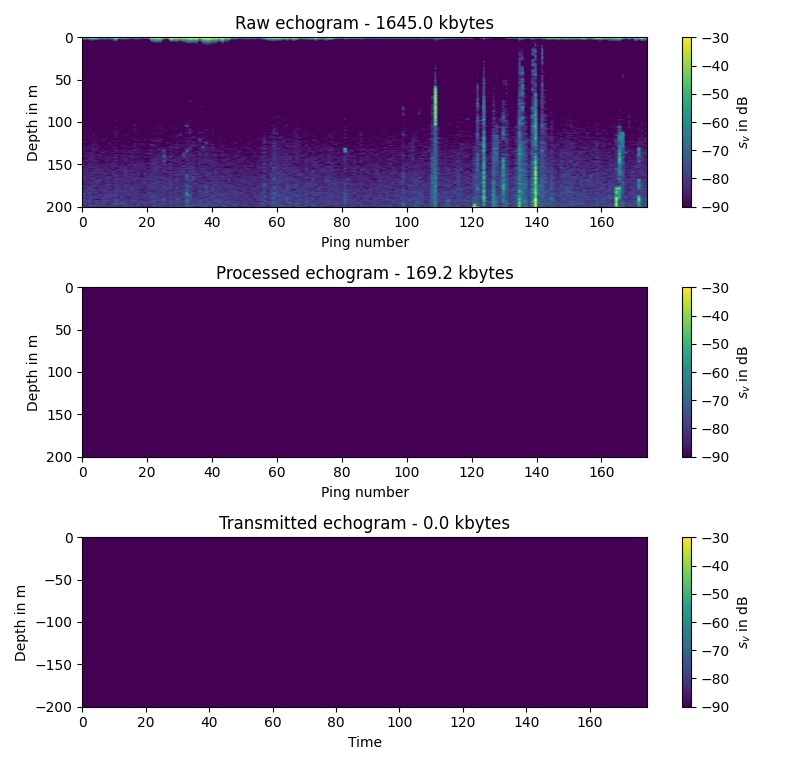 Raw echogram - 1645.0 kbytes
0
50
100
150
200
Depth in m
0 20 40 60 80 100 120 140 160
Ping number
−30
−40
−50
−60
−70
−80
−90
s_v in dB
Processed echogram - 169.2 kbytes
0
50
100
150
200
Depth in m
0 20 40 60 80 100 120 140 160
Ping number
−30
−40
−50
−60
−70
−80
−90
s_v in dB
Transmitted echogram - 0.0 kbytes
0
−50
−100
−150
−200
Depth in m
0 20 40 60 80 100 120 140 160
Time
−30
−40
−50
−60
−70
−80
−90
s_v in dB